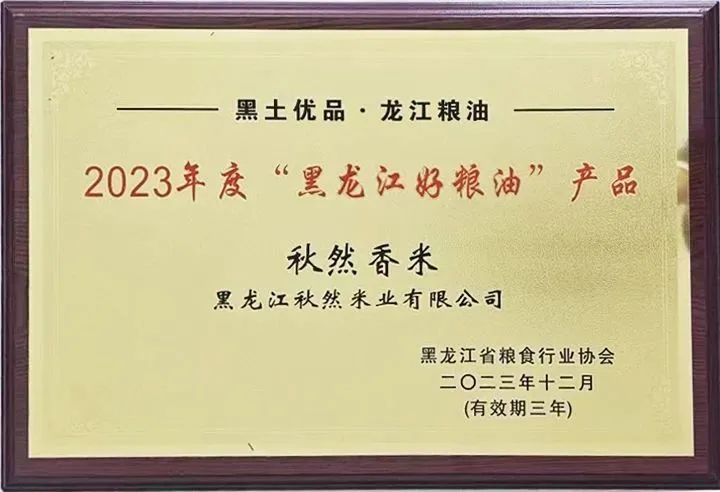 黑土优品·龙江粮油
2023年度“黑龙江好粮油”产品
秋然香米
黑龙江秋然米业有限公司
黑龙江省粮食行业协会
二〇二三年十二月
(有效期三年)